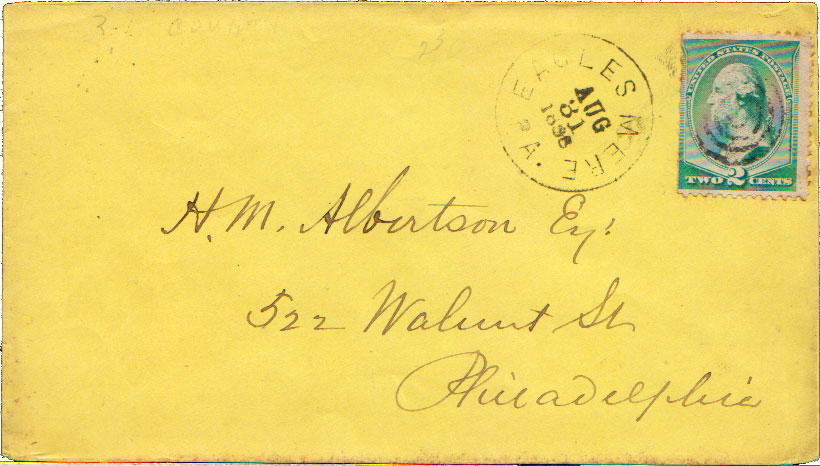 EAGLES MERE
PA.
AUG
31
1886
UNITED STATES POSTAGE
TWO 2 CENTS
H. M. Albertson Esq:
522 Walnut St
Philadelphia